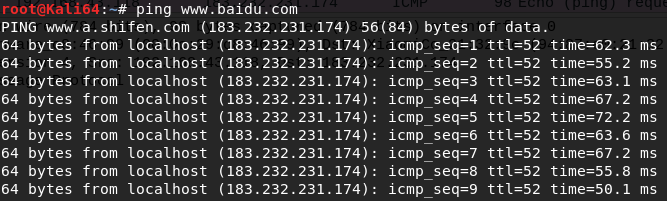 root@Kali64:~# ping www.baidu.com
PING www.a.shifen.com (183.232.231.174) 56(84) bytes of data.
64 bytes from localhost (183.232.231.174): icmp_seq=1 ttl=52 time=62.8 ms
64 bytes from localhost (183.232.231.174): icmp_seq=2 ttl=52 time=55.2 ms
64 bytes from localhost (183.232.231.174): icmp_seq=3 ttl=52 time=63.1 ms
64 bytes from localhost (183.232.231.174): icmp_seq=4 ttl=52 time=67.2 ms
64 bytes from localhost (183.232.231.174): icmp_seq=5 ttl=52 time=72.2 ms
64 bytes from localhost (183.232.231.174): icmp_seq=6 ttl=52 time=63.6 ms
64 bytes from localhost (183.232.231.174): icmp_seq=7 ttl=52 time=67.2 ms
64 bytes from localhost (183.232.231.174): icmp_seq=8 ttl=52 time=55.8 ms
64 bytes from localhost (183.232.231.174): icmp_seq=9 ttl=52 time=50.1 ms